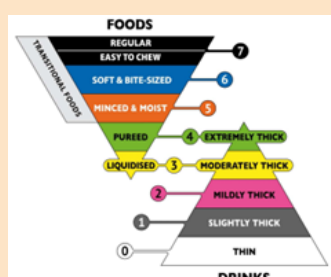 FOODS
TRANSITIONAL FOODS
REGULAR
EASY TO CHEW
7
SOFT & BITE-SIZED
6
MINCED & MOIST
5
PUREED
4
EXTREMELY THICK
LIQUIDISED
3
MODERATELY THICK
2
MILDLY THICK
1
SLIGHTLY THICK
0
THIN
DRINKS